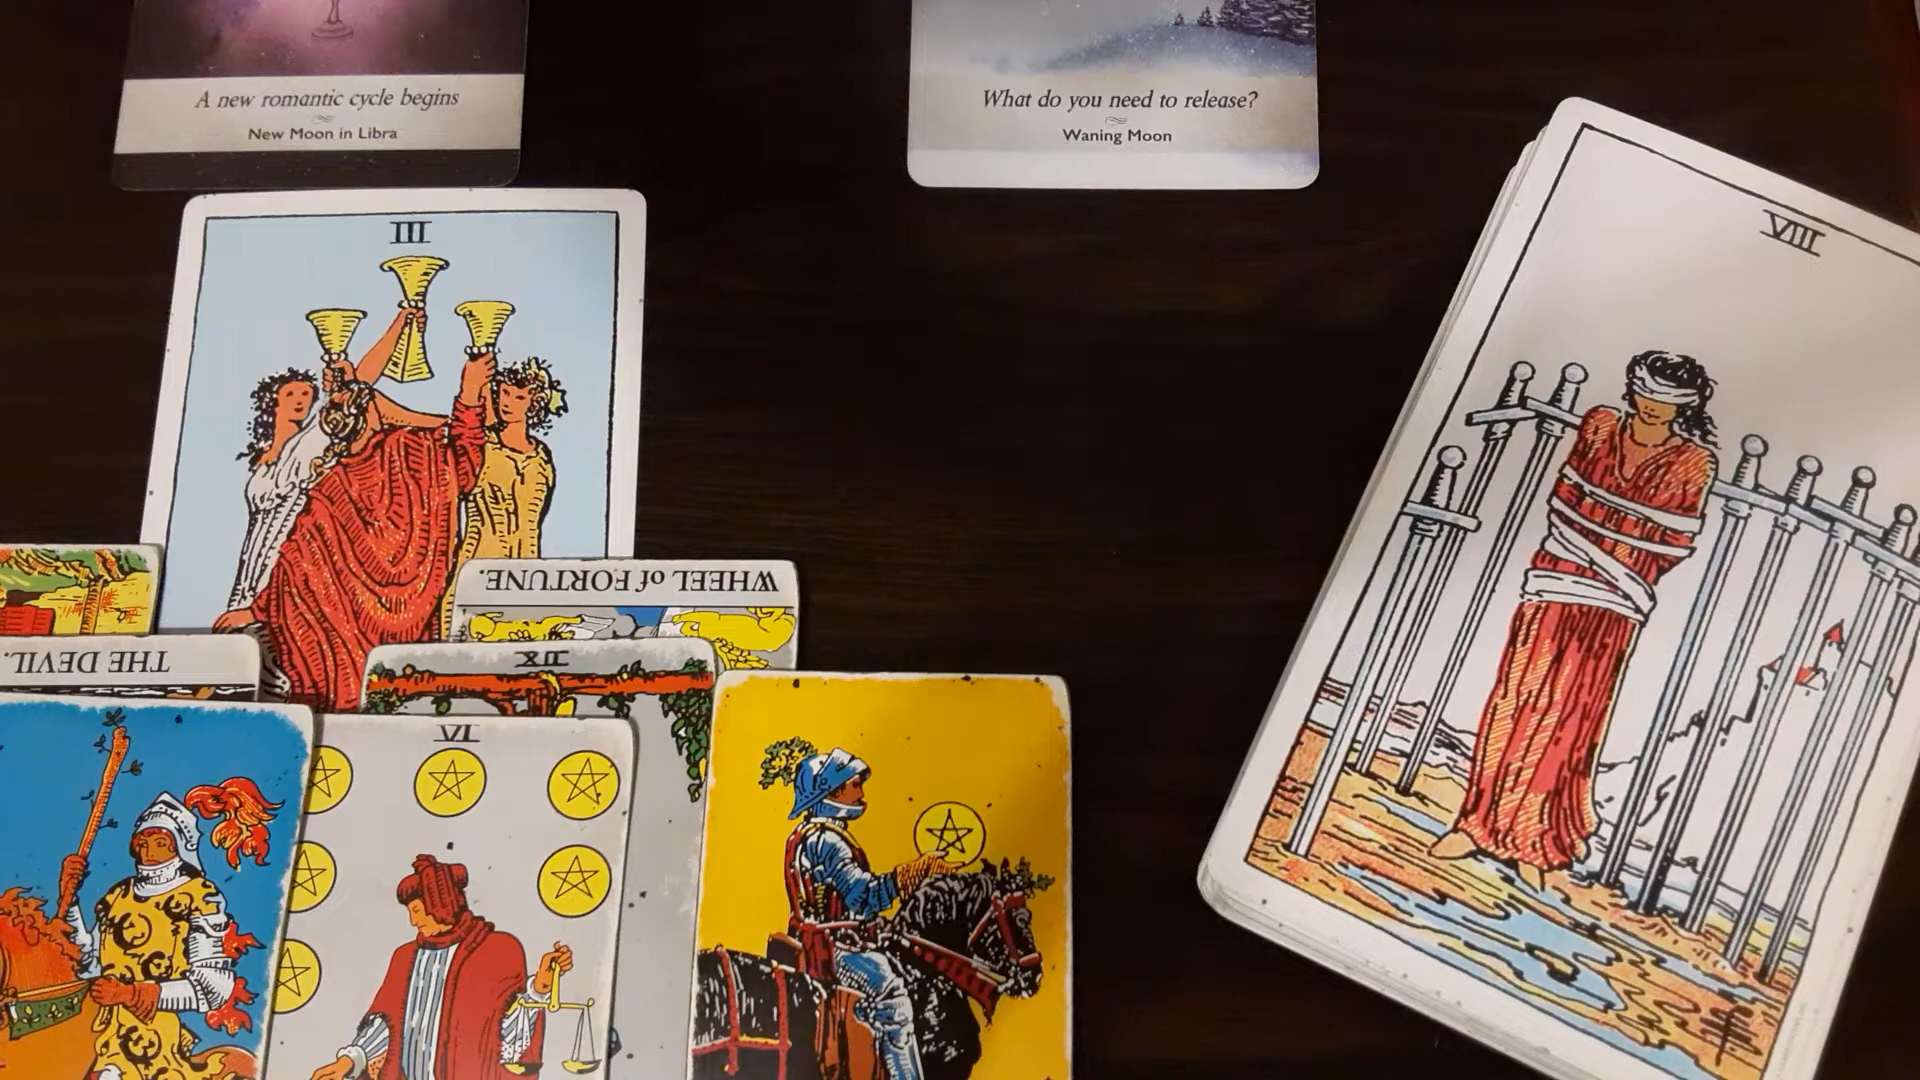 A new romantic cycle begins
New Moon in Libra
What do you need to release?
Waning Moon
VIII
III
WHEEL of FORTUNE.
THE DEVIL.
XII
VI